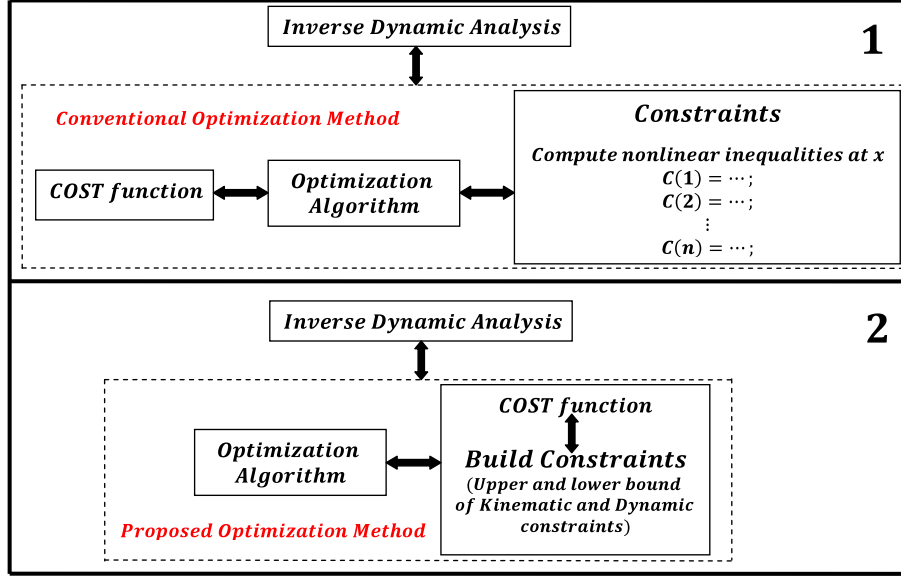 Inverse Dynamic Analysis
1
Conventional Optimization Method
COST function
Optimization
Algorithm
Constraints
Compute nonlinear inequalities at x
C(1) = ⋯ ;
C(2) = ⋯ ;
⋮
C(n) = ⋯ ;
Inverse Dynamic Analysis
2
COST function
Optimization
Algorithm
Build Constraints
(Upper and lower bound
of Kinematic and Dynamic
constraints)
Proposed Optimization Method